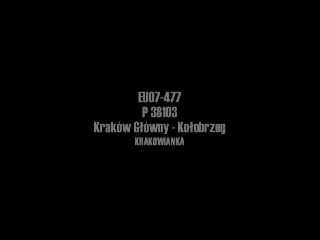 EU07-477
P 38103
Kraków Główny - Kołobrzeg
KRAKOWIANKA